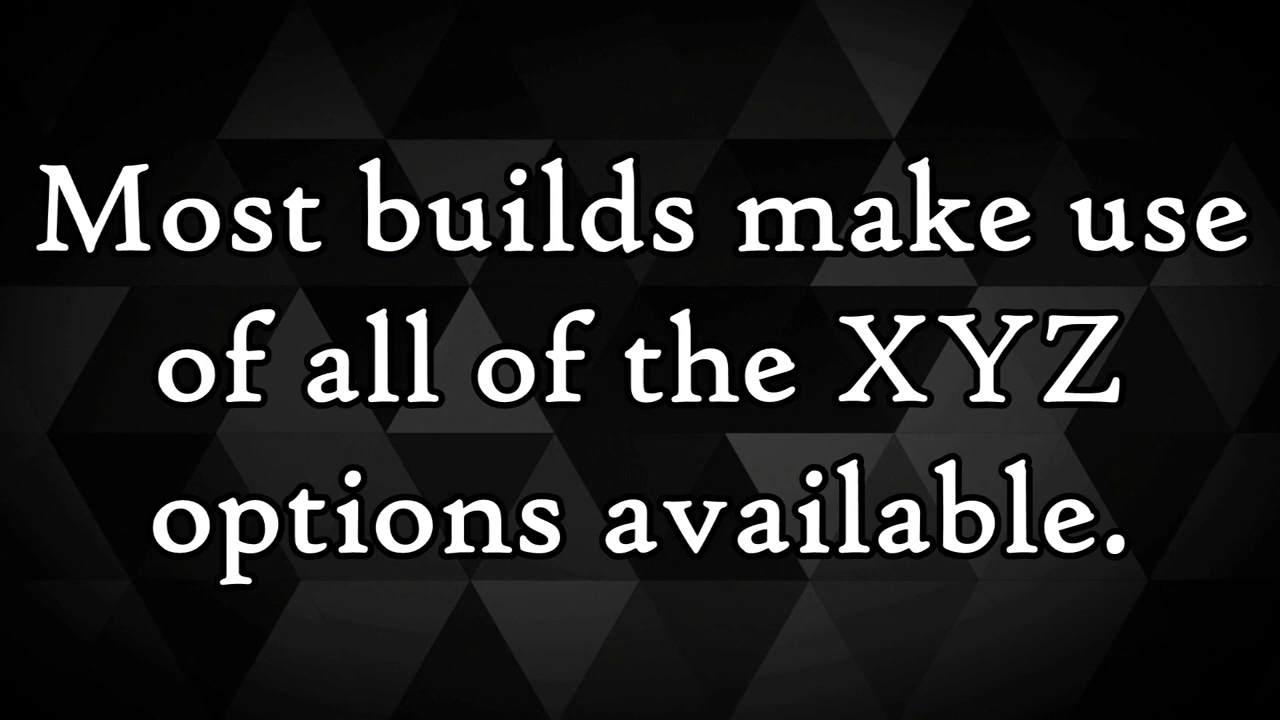 Most builds make use
of all of the XYZ
options available.